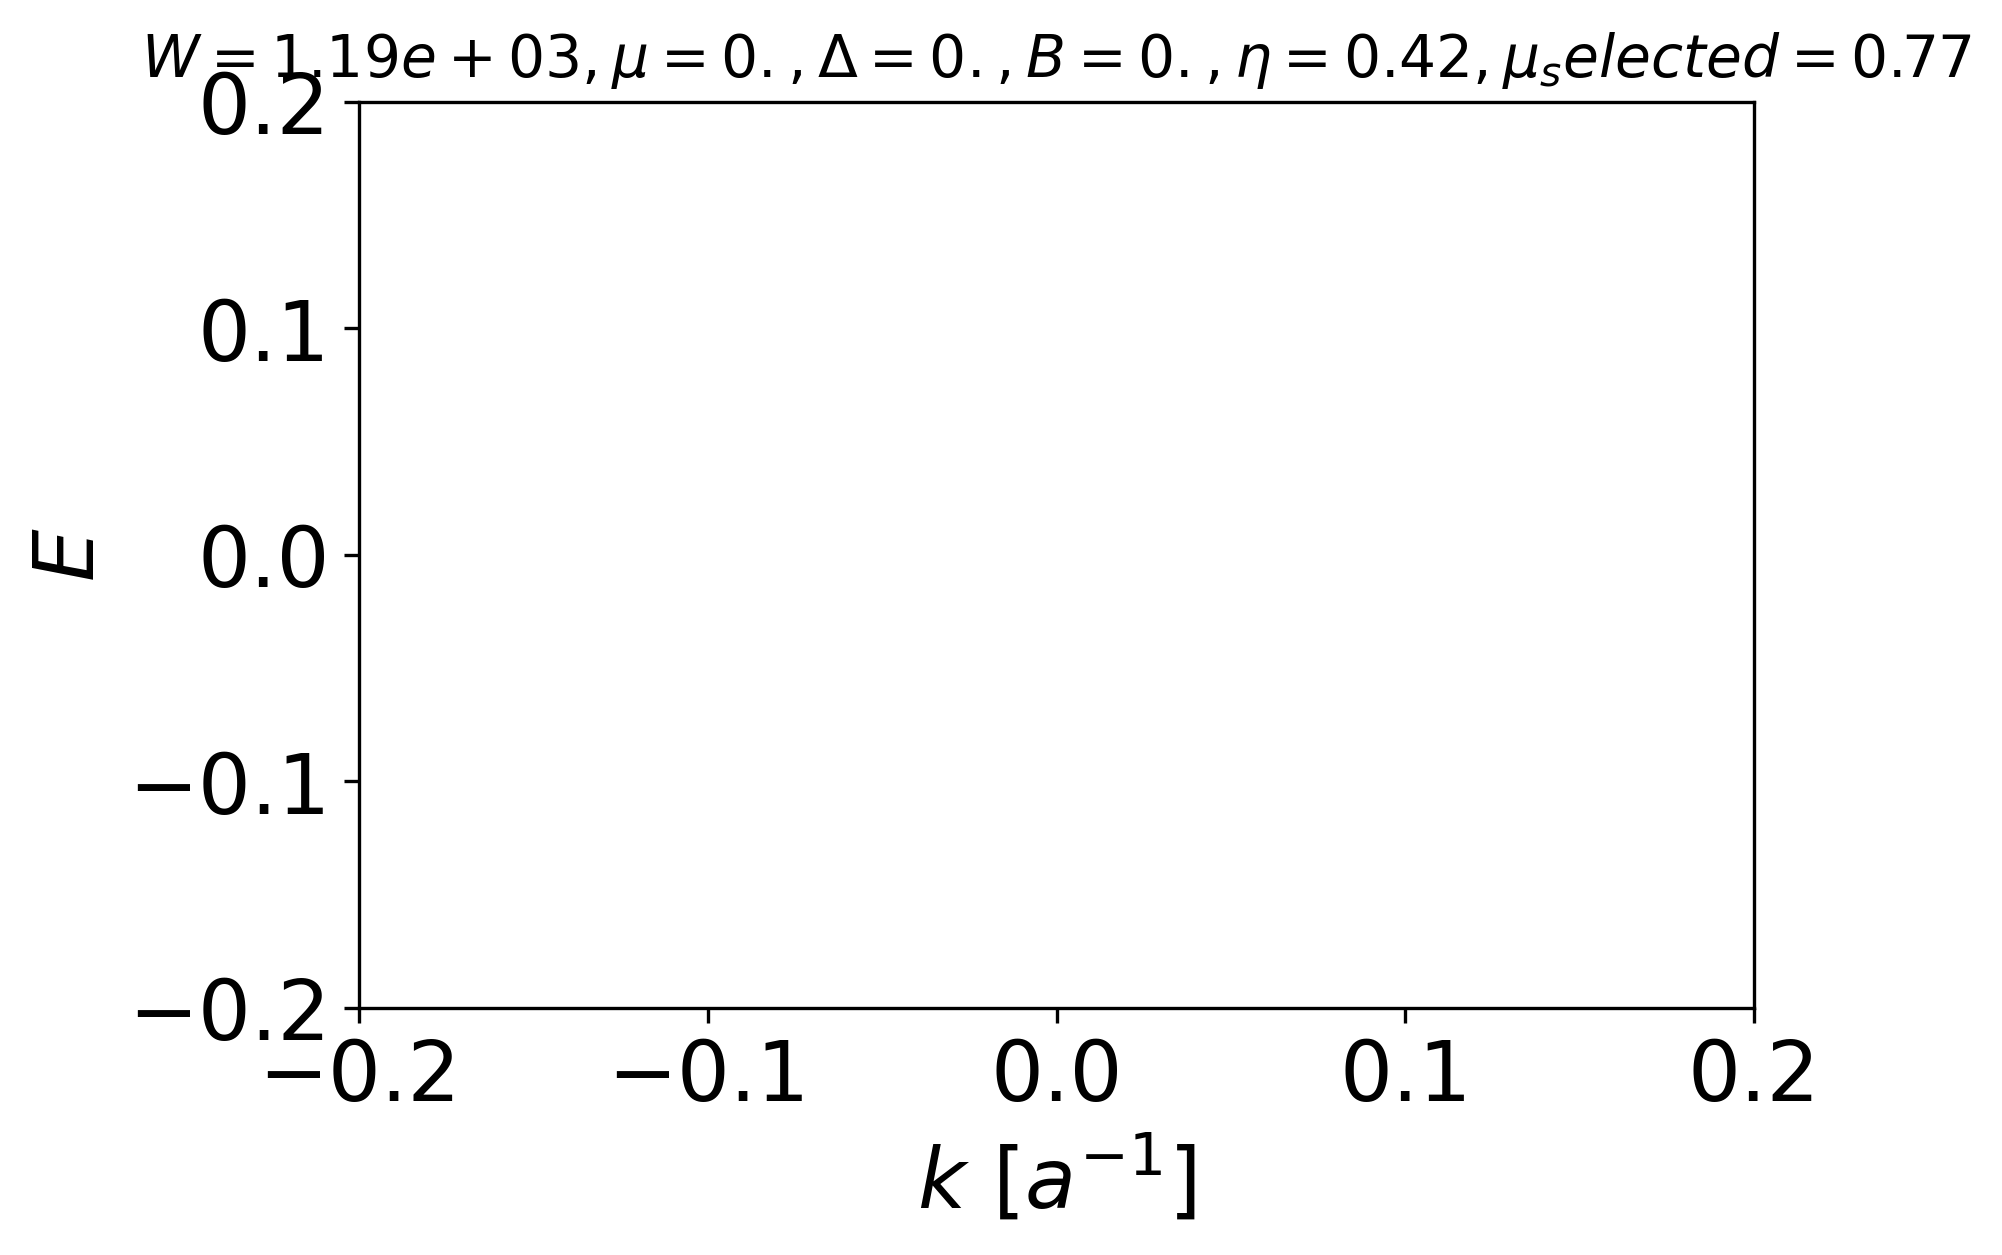 W = 1.19e + 03, μ = 0. , Δ = 0. , B = 0. , η = 0.42, μₛelected = 0.77
0.2
0.1
0.0
−0.1
−0.2
E
−0.2 −0.1 0.0 0.1 0.2
k [a⁻¹]